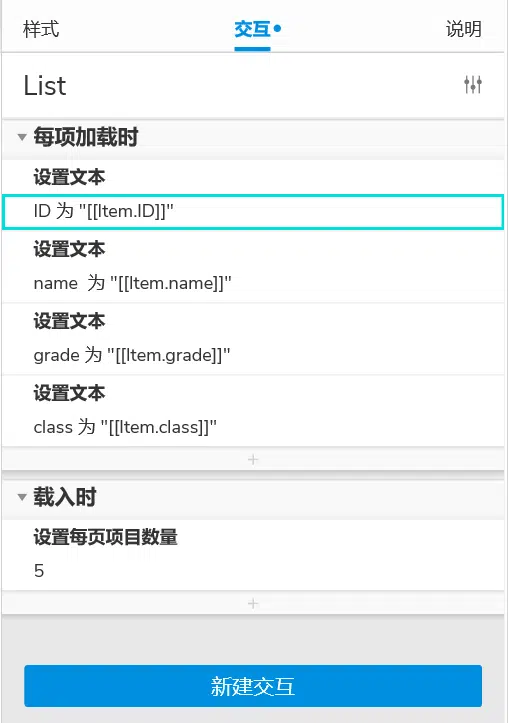 样式 交互 说明
List
每项加载时
设置文本
ID 为 "[[Item.ID]]"
设置文本
name 为 "[[Item.name]]"
设置文本
grade 为 "[[Item.grade]]"
设置文本
class 为 "[[Item.class]]"
+
载入时
设置每页项目数量
5
+
新建交互